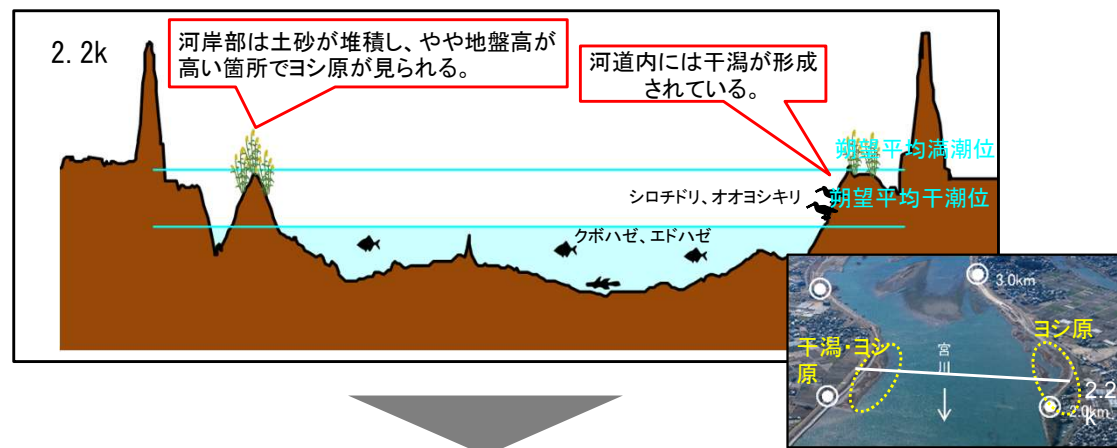 2.2k
河岸部は土砂が堆積し、やや地盤高が
高い箇所でヨシ原が見られる。
河道内には干潟が形成
されている。
朔望平均満潮位
シロチドリ、オオヨシキリ
朔望平均干潮位
クボハゼ、エドハゼ
3.0km
ヨシ原
干潟・ヨシ
原
宮
川
2.2
k
2.0km